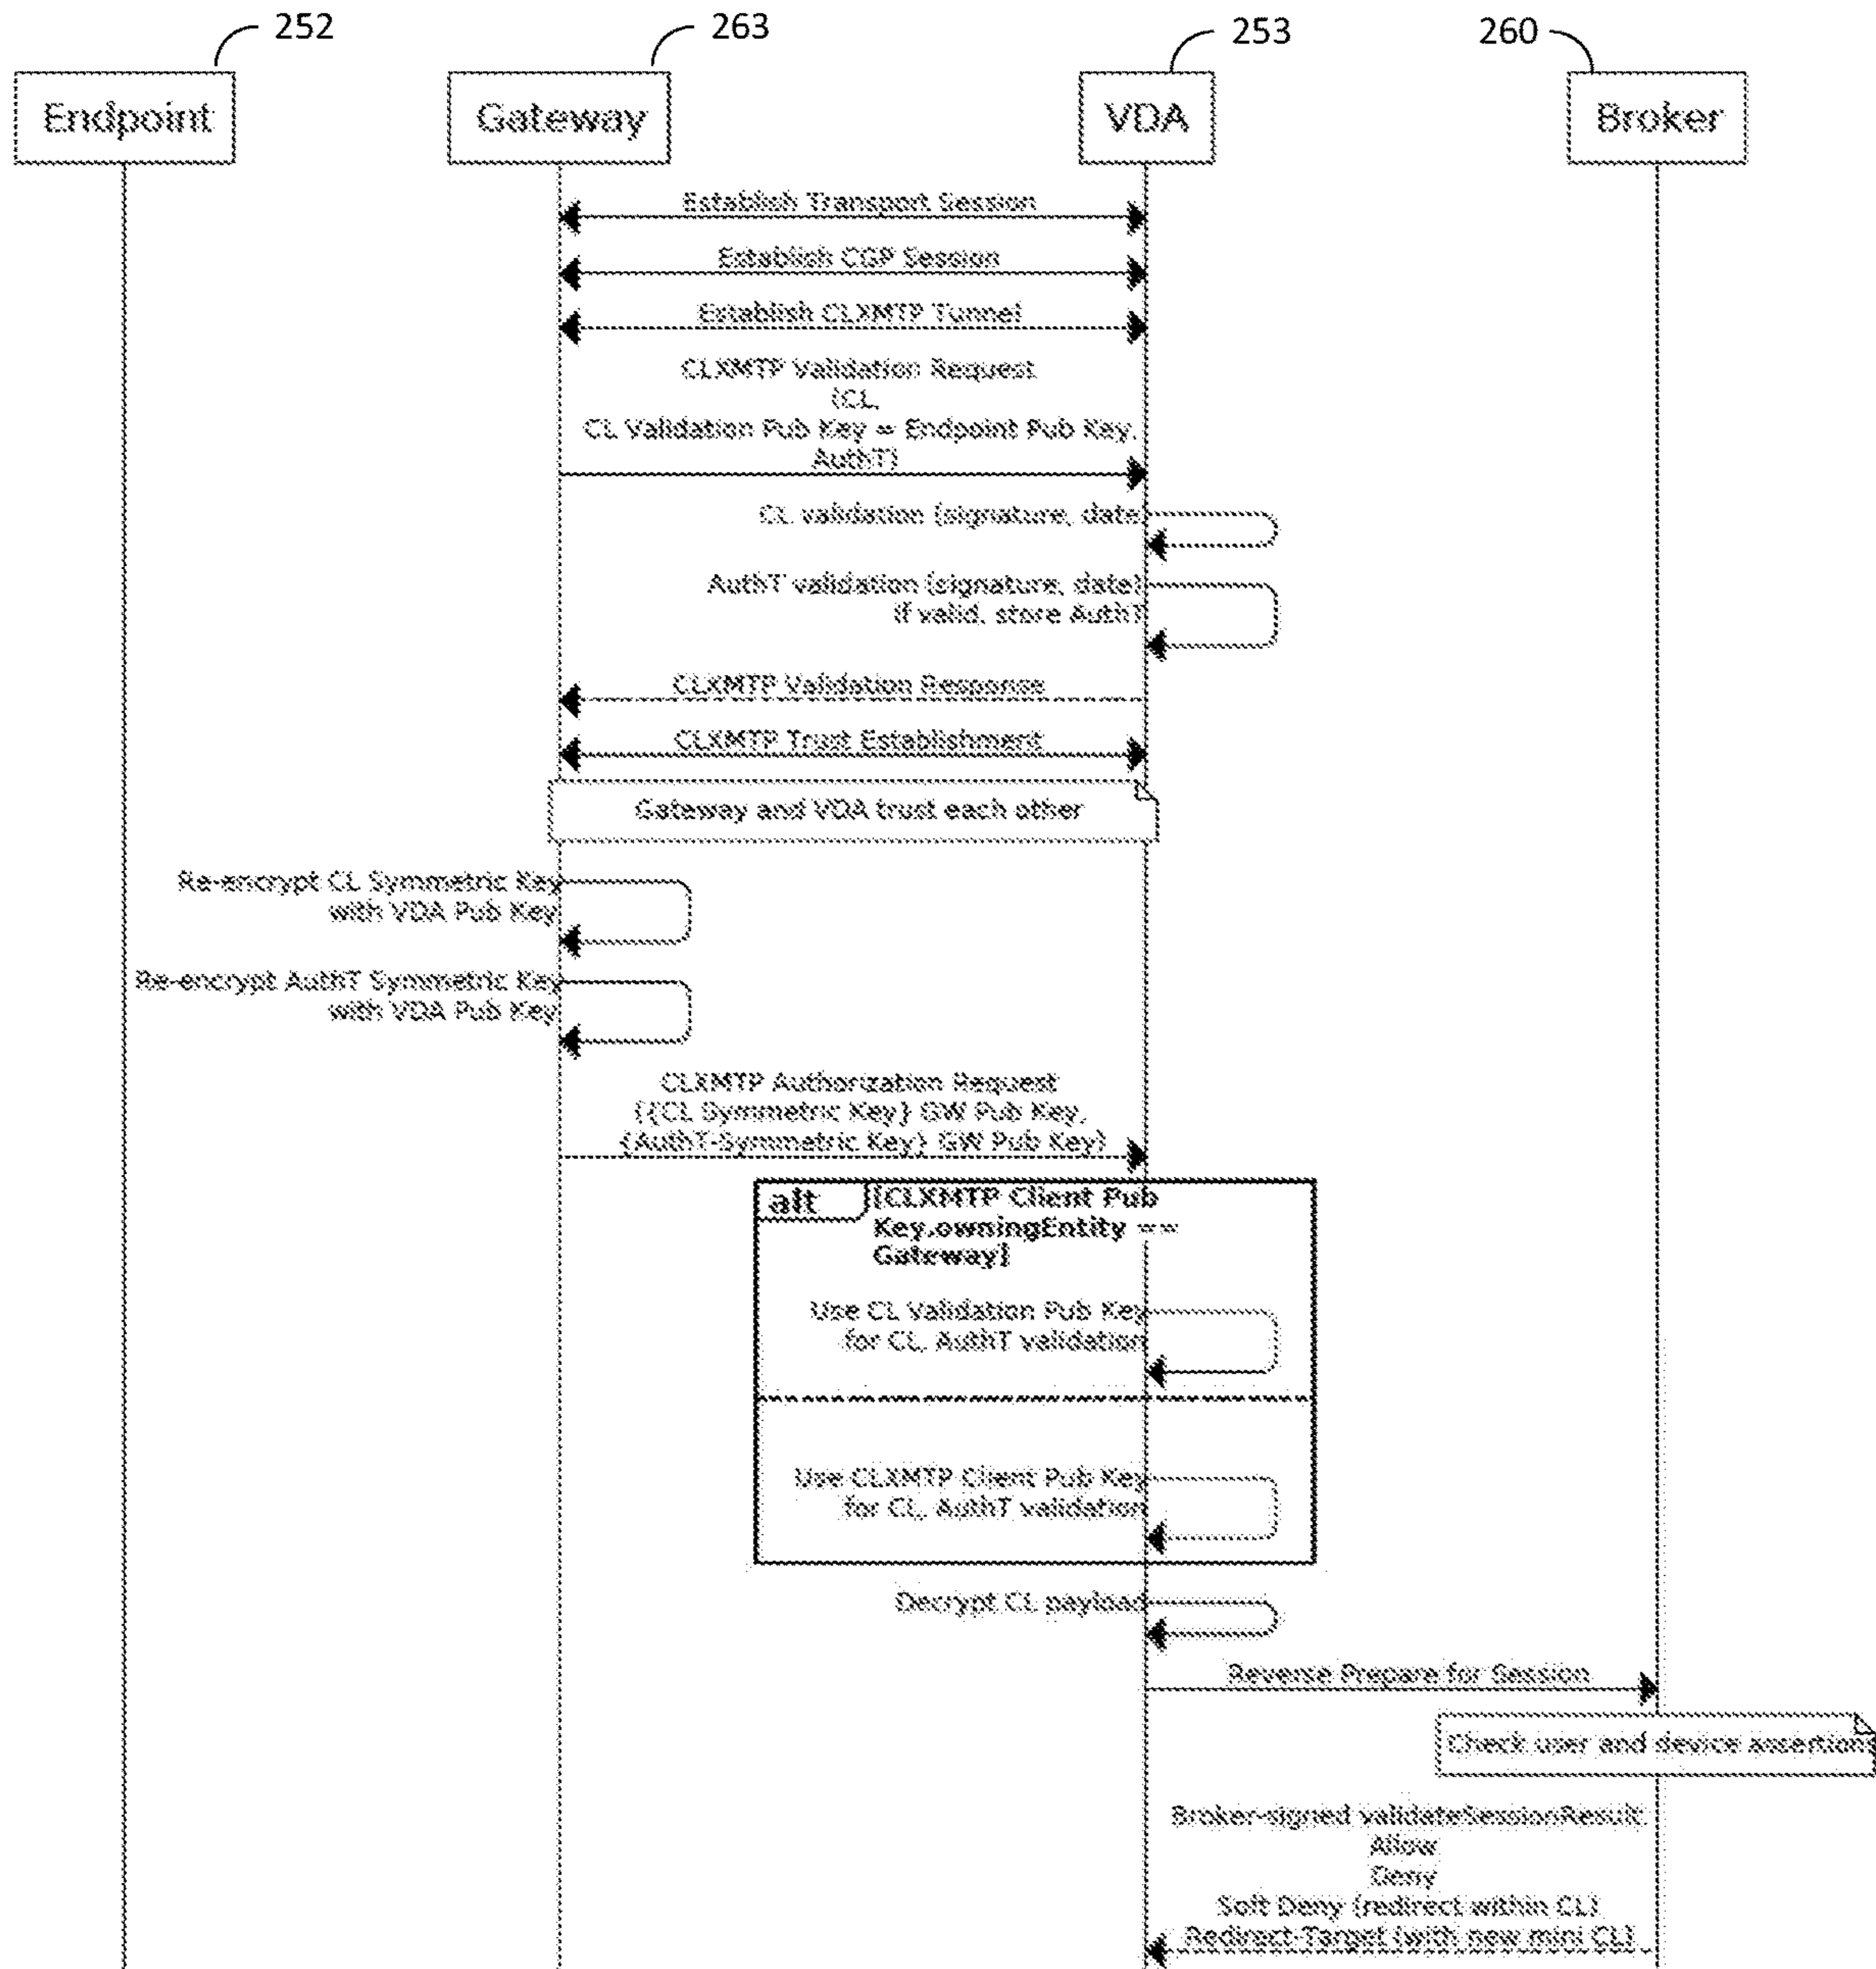 252
263
253
260
Endpoint
Gateway
VDA
Broker
Establish Transport Session
Establish CGP Session
Establish CLXMTP Tunnel
CLXMTP Validation Request
(CL,
CL Validation Pub Key = Endpoint Pub Key,
AuthT)
CL validation (signature, date
AuthT validation (signature, date)
if valid, store AuthT
CLXMTP Validation Response
CLXMTP Trust Establishment
Gateway and VDA trust each other
Re-encrypt CL Symmetric Key
with VDA Pub Key
Re-encrypt AuthT Symmetric Key
with VDA Pub Key
CLXMTP Authorization Request
({CL Symmetric Key} GW Pub Key,
{AuthT-Symmetric Key} GW Pub Key)
alt
[CLXMTP Client Pub
Key.owningEntity ==
Gateway]
Use CL Validation Pub Key
for CL, AuthT validation
Use CLXMTP Client Pub Key
for CL, AuthT validation
Decrypt CL payload
Reverse Prepare for Session
Check user and device assertions
Broker-signed validateSessionResult
Allow
Deny
Soft Deny (redirect within CL)
Redirect-Target (with new mini CL)